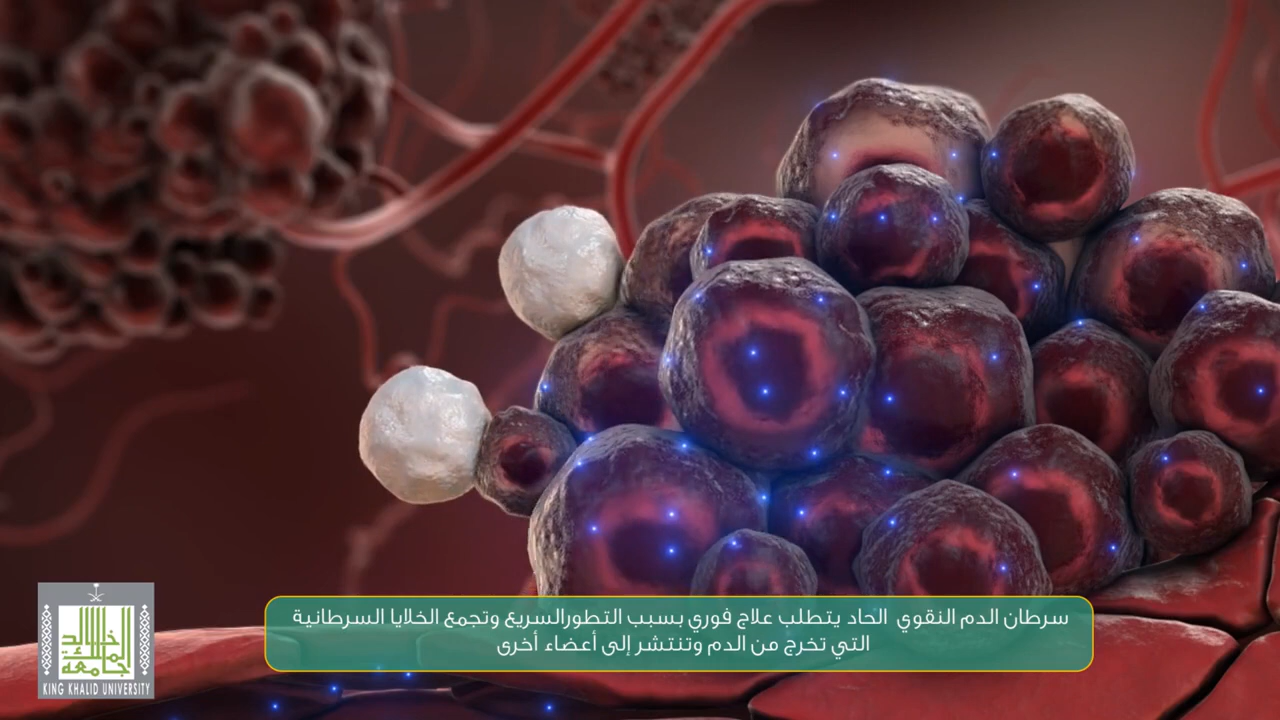 سرطان الدم النقوي الحاد يتطلب علاج فوري بسبب التطورالسريع وتجمع الخلايا السرطانية
التي تخرج من الدم وتنتشر إلى أعضاء أخرى
جامعة الملك خالد
KING KHALID UNIVERSITY